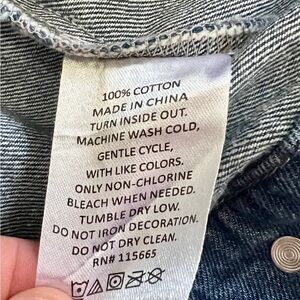 100% COTTON
MADE IN CHINA
TURN INSIDE OUT.
MACHINE WASH COLD,
GENTLE CYCLE,
WITH LIKE COLORS.
ONLY NON-CHLORINE
BLEACH WHEN NEEDED.
TUMBLE DRY LOW.
DO NOT IRON DECORATION.
DO NOT DRY CLEAN.
RN# 115665